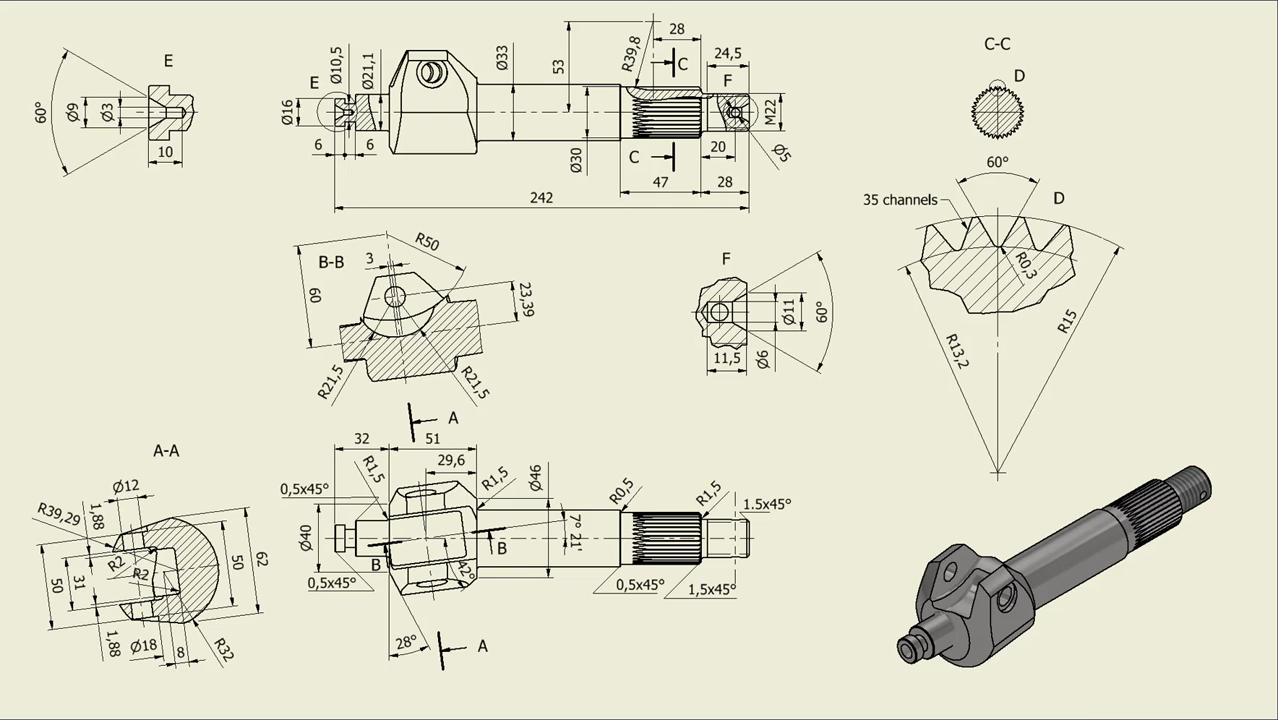 E
60°
Ø9
Ø3
10
E
Ø16
Ø10,5
Ø21,1
6
6
Ø33
53
R39,8
28
C
24,5
F
M22
Ø5
Ø30
C
20
47
28
242
C-C
D
60°
35 channels
D
R0,3
R15
R13,2
B-B
3
R50
60
23,39
R21,5
R21,5
F
Ø11
60°
11,5
Ø6
A
32
51
29,6
R1,5
R1,5
Ø46
0,5x45°
R0,5
R1,5
1.5x45°
Ø40
7° 21'
B
B
42°
0,5x45°
0,5x45°
1,5x45°
28°
A
A-A
Ø12
1,88
R39,29
50
31
R2
R2
50
62
1,88
Ø18
8
R32